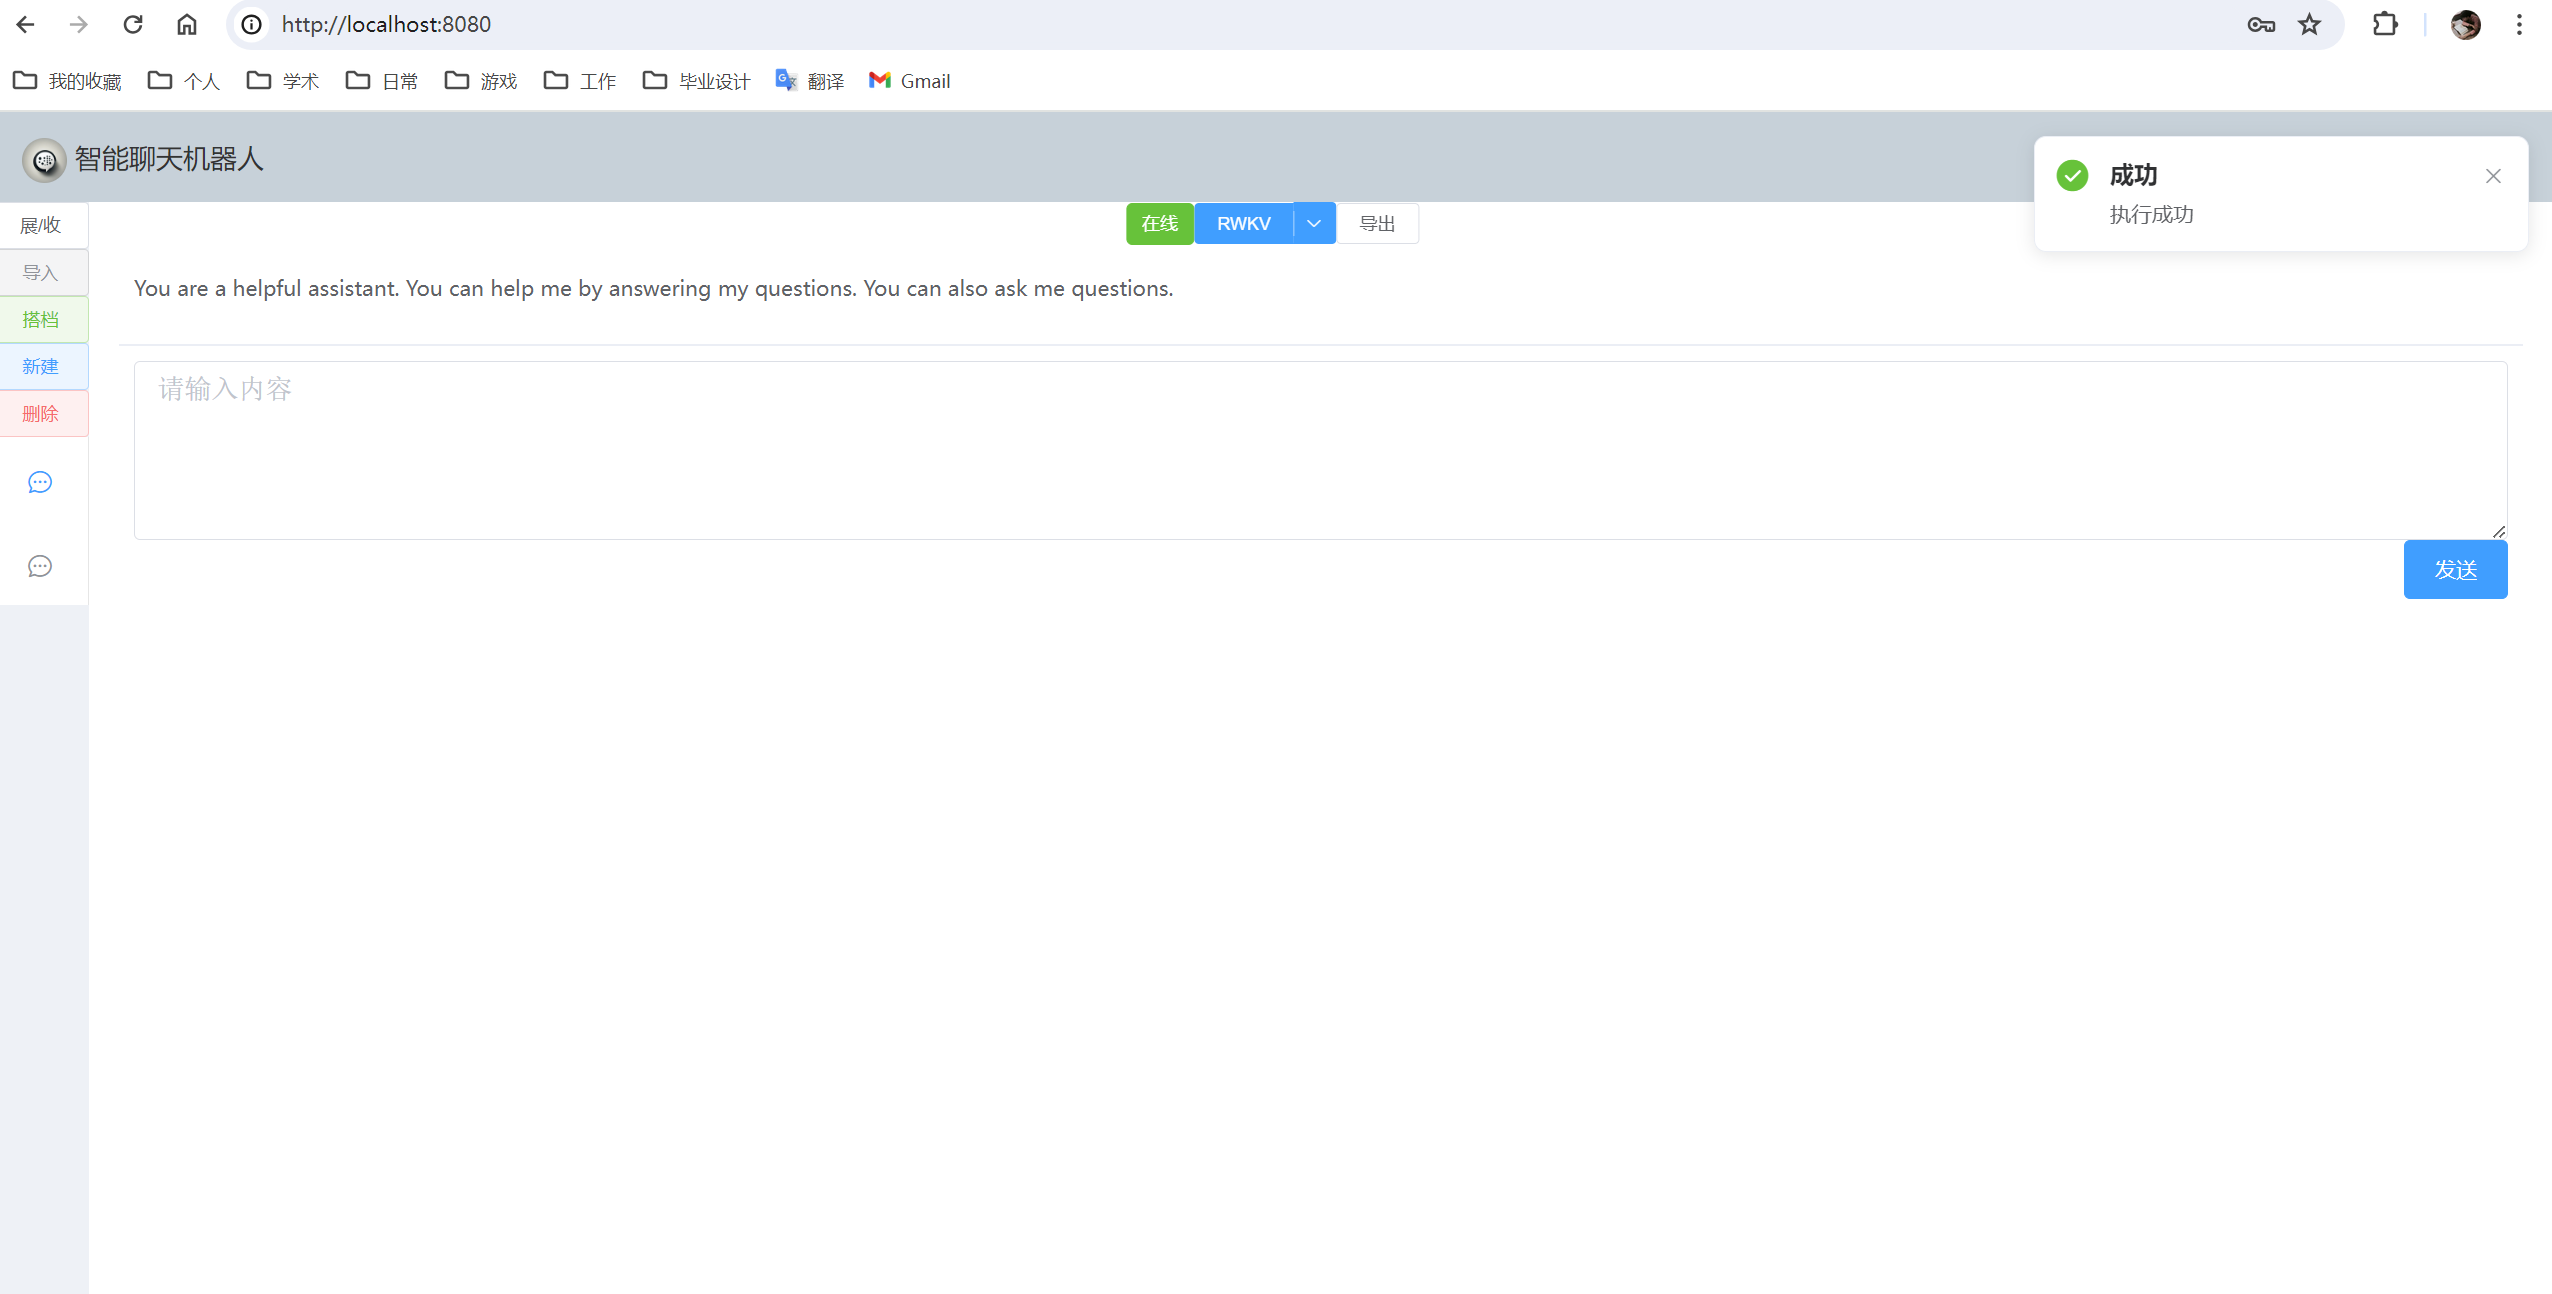 http://localhost:8080
我的收藏 个人 学术 日常 游戏 工作 毕业设计 翻译 Gmail
智能聊天机器人
成功
执行成功
展/收
在线 RWKV 导出
导入
You are a helpful assistant. You can help me by answering my questions. You can also ask me questions.
搭档
新建
请输入内容
删除
发送